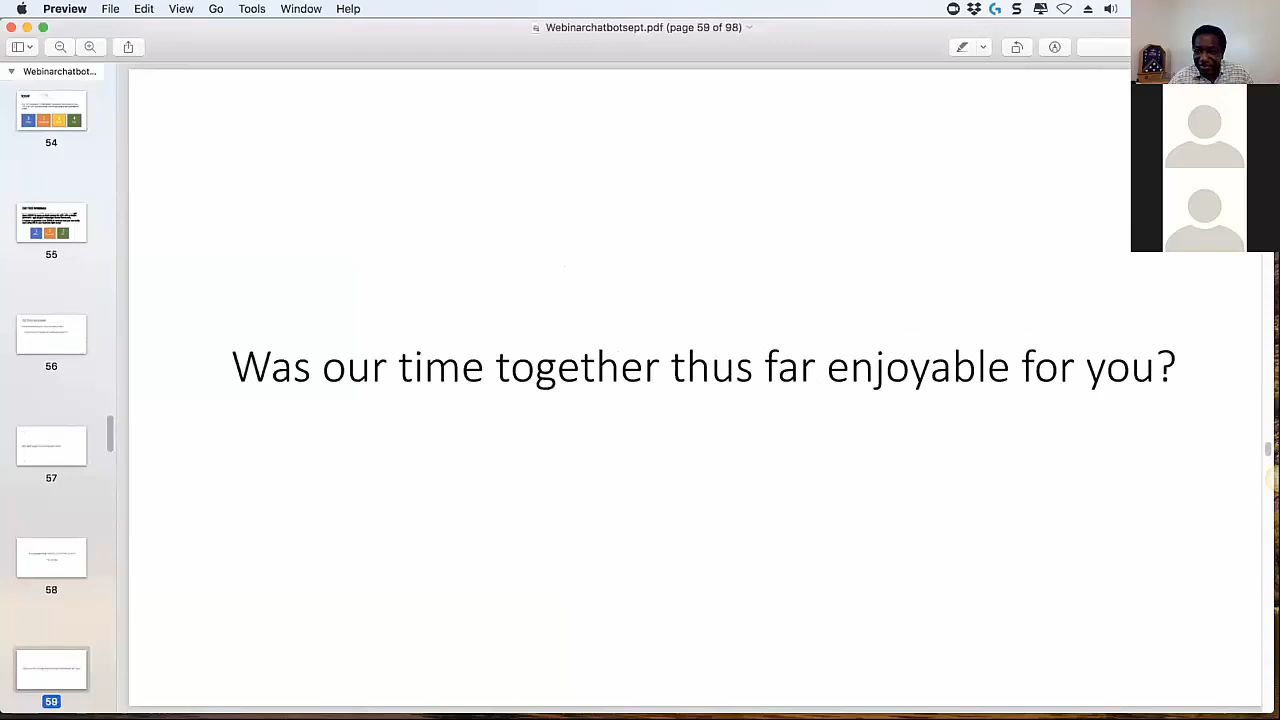 Preview File Edit View Go Tools Window Help
Webinarchatbotsept.pdf (page 59 of 98)
Webinarchatbot...
54
55
56
57
58
59
Was our time together thus far enjoyable for you?